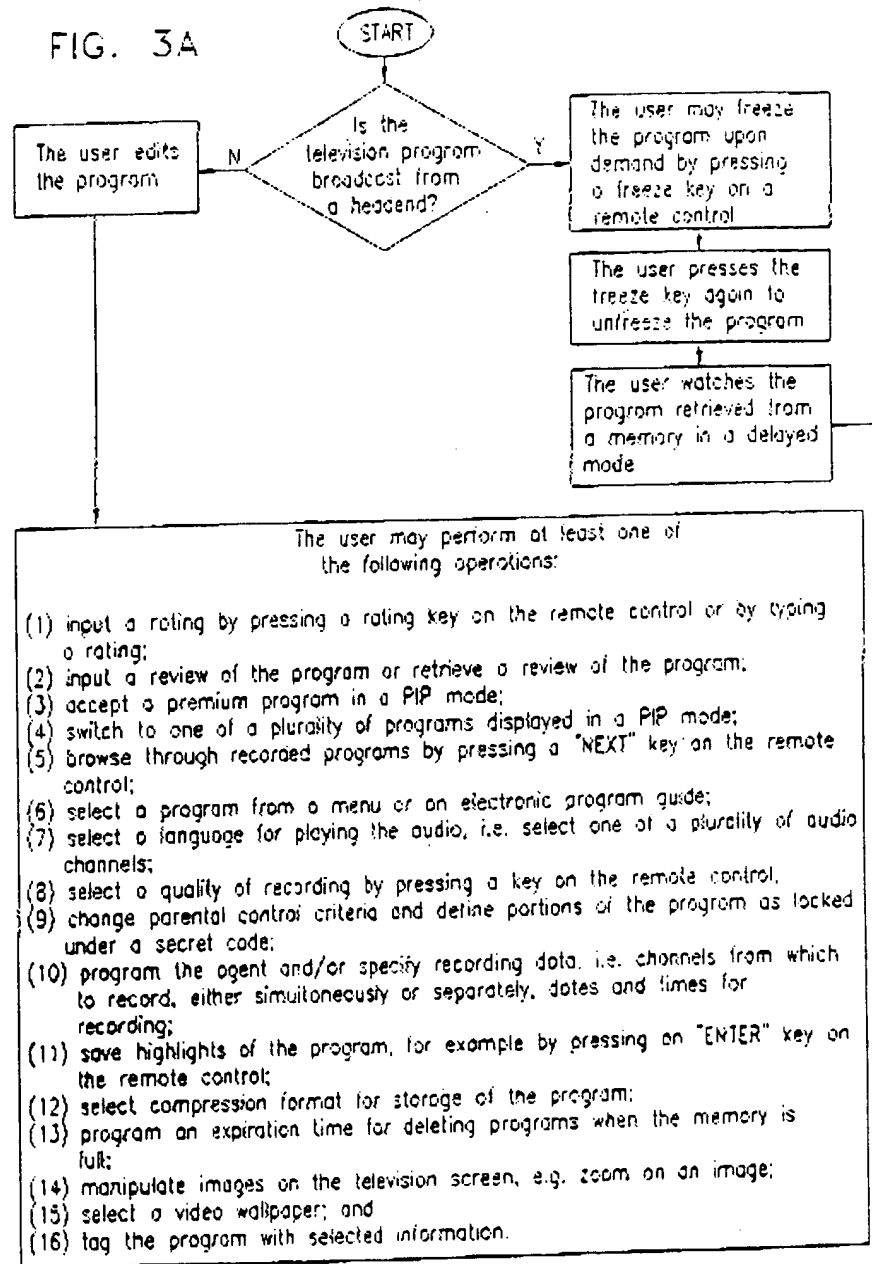 FIG. 3A
START
Is the
television program
broadcast from
a headend?
N
Y
The user edits
the program
The user may freeze
the program upon
demand by pressing
a freeze key on a
remote control
The user presses the
freeze key again to
unfreeze the program
The user watches the
program retrieved from
a memory in a delayed
mode
The user may perform at least one of
the following operations:
(1) input a rating by pressing a rating key on the remote control or by typing
a rating;
(2) input a review of the program or retrieve a review of the program;
(3) accept a premium program in a PIP mode;
(4) switch to one of a plurality of programs displayed in a PIP mode;
(5) browse through recorded programs by pressing a "NEXT" key on the remote
control;
(6) select a program from a menu or an electronic program guide;
(7) select a language for playing the audio, i.e. select one of a plurality of audio
channels;
(8) select a quality of recording by pressing a key on the remote control,
(9) change parental control criteria and define portions of the program as locked
under a secret code;
(10) program the agent and/or specify recording data, i.e. channels from which
to record, either simultaneously or separately, dates and times for
recording;
(11) save highlights of the program, for example by pressing an "ENTER" key on
the remote control;
(12) select compression format for storage of the program;
(13) program an expiration time for deleting programs when the memory is
full;
(14) manipulate images on the television screen, e.g. zoom on an image;
(15) select a video wallpaper; and
(16) tag the program with selected information.